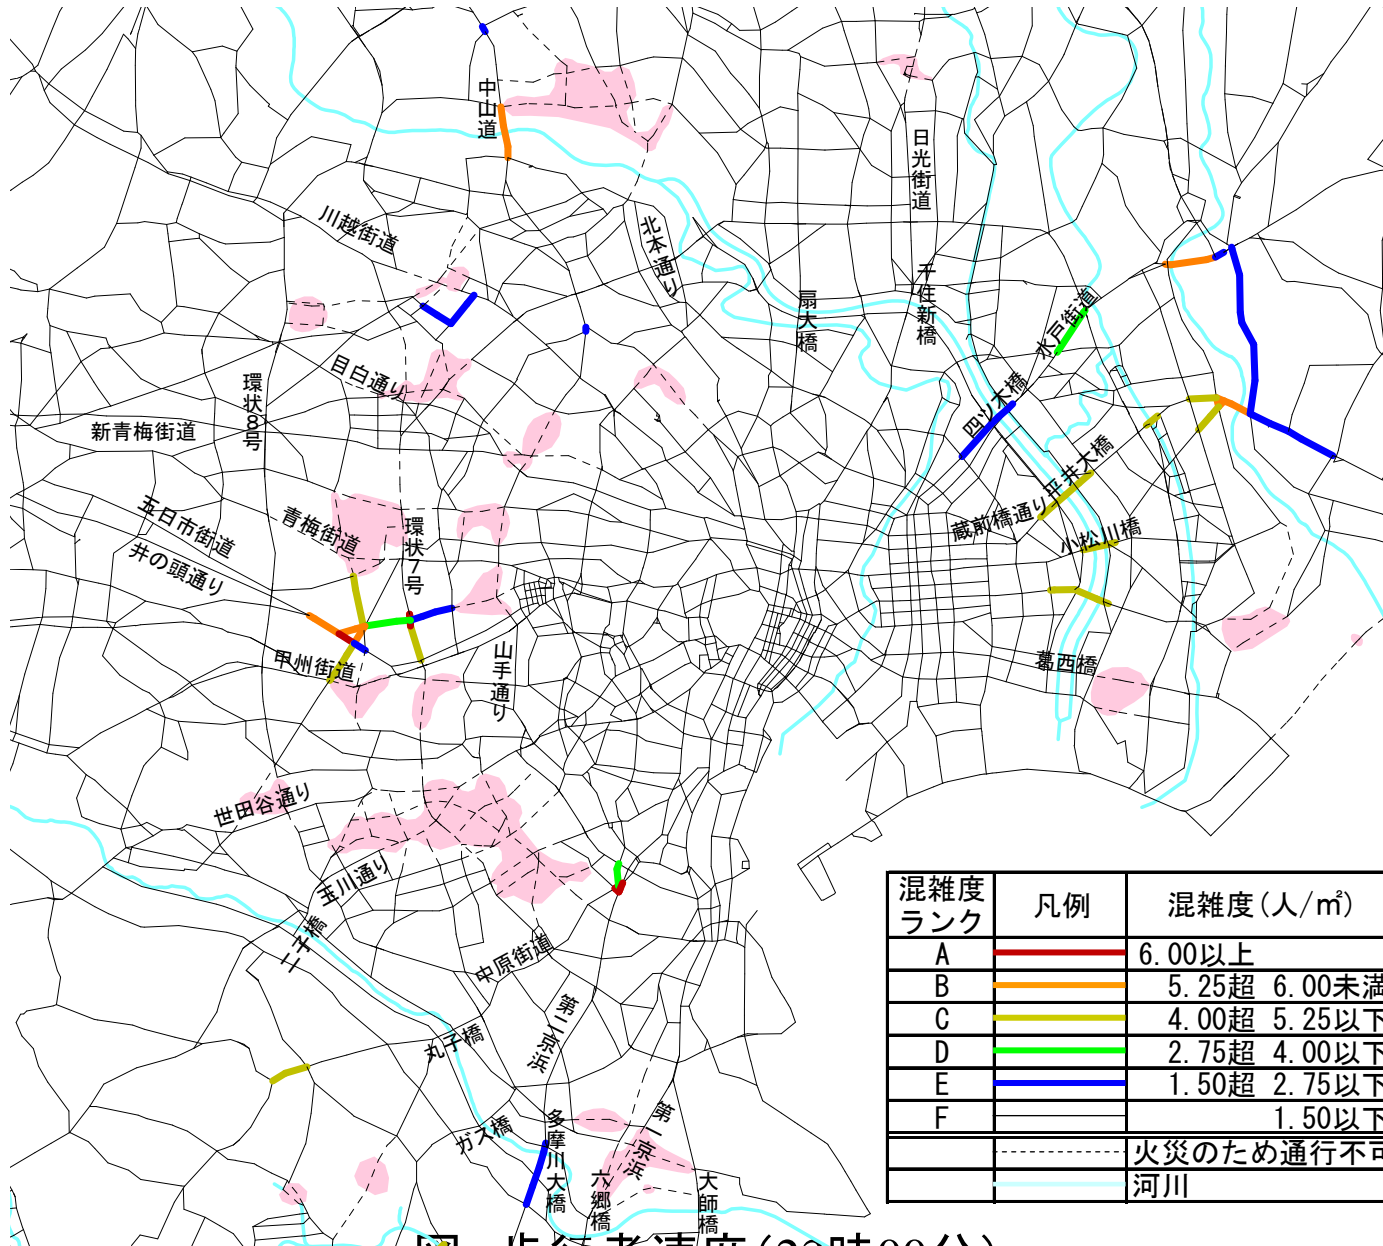 中山道
日光街道
川越街道
北本通り
千住新橋
扇大橋
水戸街道
目白通り
環状8号
新青梅街道
四ツ木橋
平井大橋
五日市街道
青梅街道
環状7号
蔵前橋通り
小松川橋
井の頭通り
甲州街道
山手通り
葛西橋
世田谷通り
玉川通り
二子橋
中原街道
第二京浜
丸子橋
ガス橋
多摩川大橋
第一京浜
六郷橋
大師橋
混雑度ランク 凡例 混雑度(人/㎡)
A 6.00以上
B 5.25超 6.00未満
C 4.00超 5.25以下
D 2.75超 4.00以下
E 1.50超 2.75以下
F 1.50以下
火災のため通行不可
河川